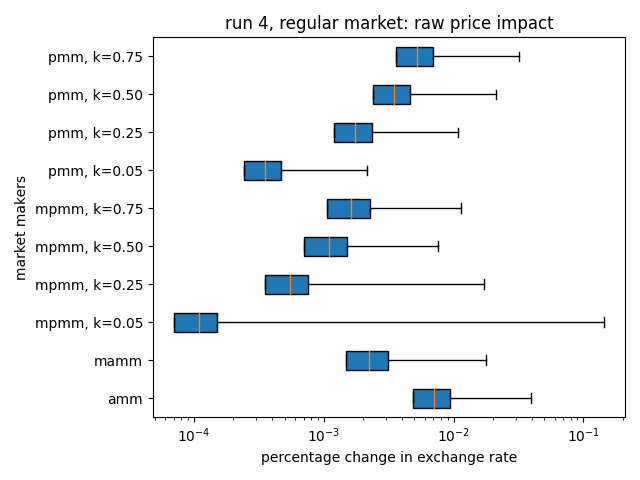 run 4, regular market: raw price impact
pmm, k=0.75
pmm, k=0.50
pmm, k=0.25
pmm, k=0.05
mpmm, k=0.75
mpmm, k=0.50
mpmm, k=0.25
mpmm, k=0.05
mamm
amm
market makers
10⁻⁴ 10⁻³ 10⁻² 10⁻¹
percentage change in exchange rate